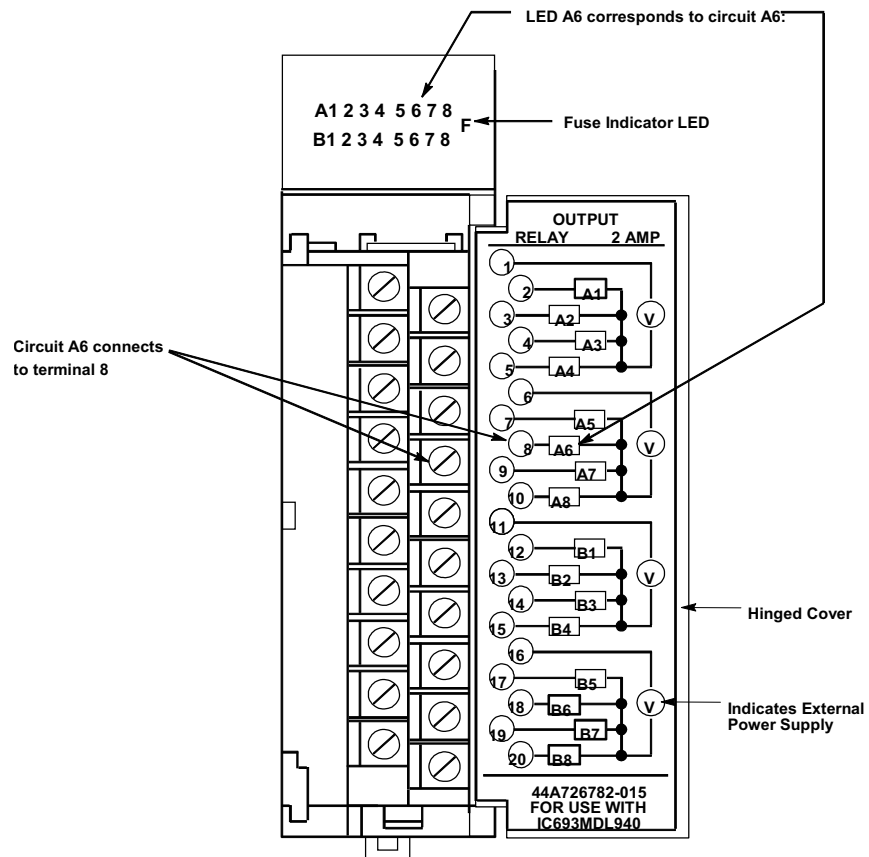 LED A6 corresponds to circuit A6.
A1 2 3 4 5 6 7 8
F
B1 2 3 4 5 6 7 8
Fuse Indicator LED
OUTPUT
RELAY 2 AMP
1
2 A1
3 A2 V
4 A3
5 A4
6
7 A5
8 A6 V
9 A7
10 A8
11
12 B1
13 B2 V
14 B3
15 B4
16
17 B5
18 B6 V
19 B7
20 B8
44A726782-015
FOR USE WITH
IC693MDL940
Circuit A6 connects
to terminal 8
Hinged Cover
Indicates External
Power Supply